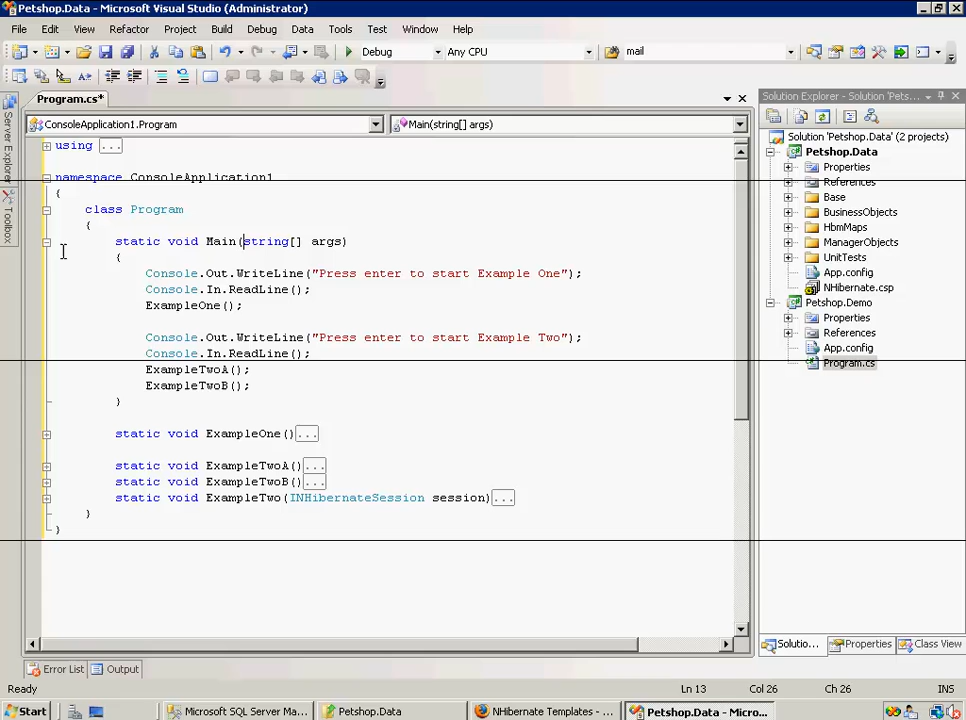 Petshop.Data - Microsoft Visual Studio (Administrator)
File Edit View Refactor Project Build Debug Data Tools Test Window Help
Debug Any CPU mail
Program.cs*
ConsoleApplication1.Program Main(string[] args)
Server Explorer
Toolbox
using ...
namespace ConsoleApplication1
{
class Program
{
static void Main(string[] args)
{
Console.Out.WriteLine("Press enter to start Example One");
Console.In.ReadLine();
ExampleOne();
Console.Out.WriteLine("Press enter to start Example Two");
Console.In.ReadLine();
ExampleTwoA();
ExampleTwoB();
}
static void ExampleOne()...
static void ExampleTwoA()...
static void ExampleTwoB()...
static void ExampleTwo(INHibernateSession session)...
}
}
Solution Explorer - Solution 'Pets...
Solution 'Petshop.Data' (2 projects)
Petshop.Data
Properties
References
Base
BusinessObjects
HbmMaps
ManagerObjects
UnitTests
App.config
NHibernate.csp
Petshop.Demo
Properties
References
App.config
Program.cs
Solutio... Properties Class View
Error List Output
Ready Ln 13 Col 26 Ch 26 INS
Start Microsoft SQL Server Ma... Petshop.Data NHibernate Templates - ... Petshop.Data - Micro...